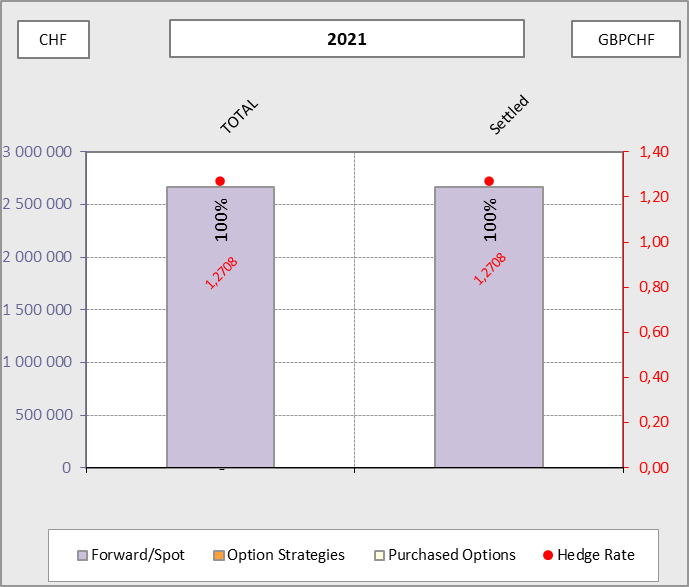 CHF
2021
GBPCHF
TOTAL
Settled
3 000 000
2 500 000
2 000 000
1 500 000
1 000 000
500 000
0
100%
1,2708
100%
1,2708
1,40
1,20
1,00
0,80
0,60
0,40
0,20
0,00
Forward/Spot
Option Strategies
Purchased Options
Hedge Rate